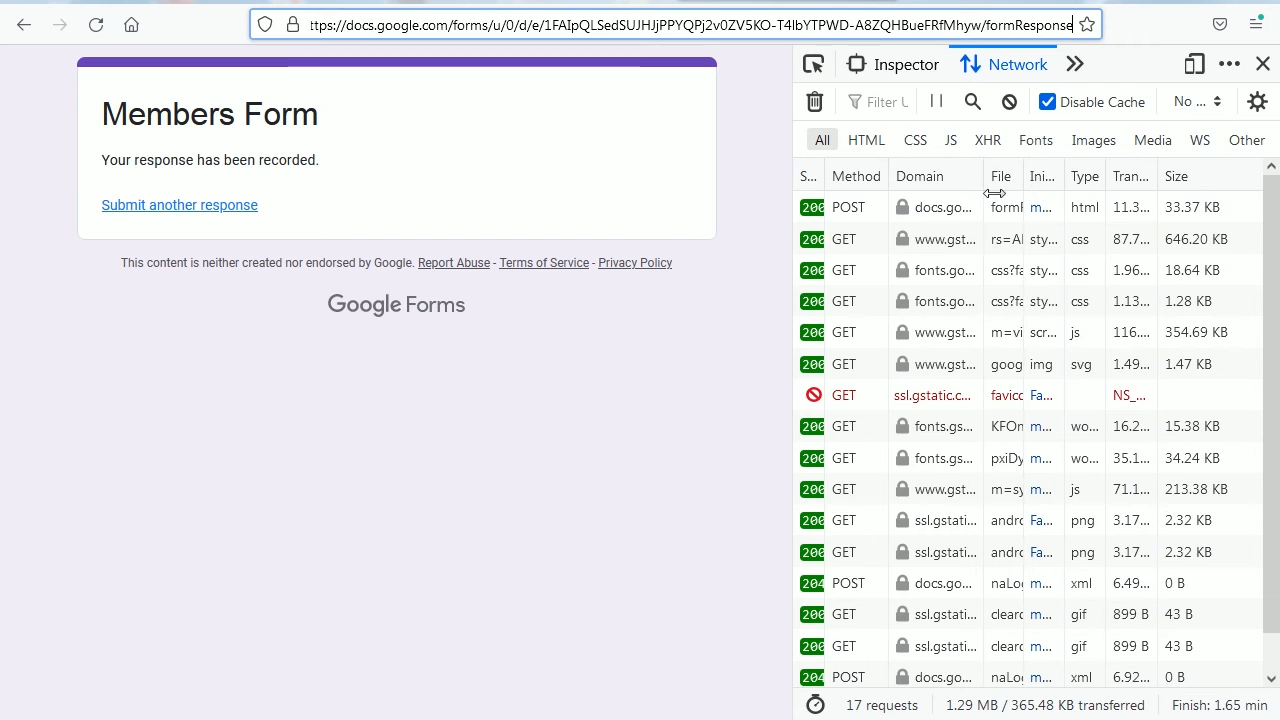 ttps://docs.google.com/forms/u/0/d/e/1FAIpQLSedSUJHJjPPYQPj2v0ZV5KO-T4lbYTPWD-A8ZQHBueFRfMhyw/formResponse
Members Form
Your response has been recorded.
Submit another response
This content is neither created nor endorsed by Google. Report Abuse - Terms of Service - Privacy Policy
Google Forms
Inspector Network
Filter U Disable Cache No ...
All HTML CSS JS XHR Fonts Images Media WS Other
S... Method Domain File Ini... Type Tran... Size
200 POST docs.go... formR m... html 11.3... 33.37 KB
200 GET www.gst... rs=A sty... css 87.7... 646.20 KB
200 GET fonts.go... css?fa sty... css 1.96... 18.64 KB
200 GET fonts.go... css?fa sty... css 1.13... 1.28 KB
200 GET www.gst... m=vi scr... js 116.... 354.69 KB
200 GET www.gst... goog img svg 1.49... 1.47 KB
GET ssl.gstatic.c... favicc Fa... NS_...
200 GET fonts.gs... KFOn m... wo... 16.2... 15.38 KB
200 GET fonts.gs... pxiDy m... wo... 35.1... 34.24 KB
200 GET www.gst... m=sy m... js 71.1... 213.38 KB
200 GET ssl.gstati... andrc Fa... png 3.17... 2.32 KB
200 GET ssl.gstati... andrc Fa... png 3.17... 2.32 KB
204 POST docs.go... naLog m... xml 6.49... 0 B
200 GET ssl.gstati... clearc m... gif 899 B 43 B
200 GET ssl.gstati... clearc m... gif 899 B 43 B
204 POST docs.go... naLog m... xml 6.92... 0 B
17 requests 1.29 MB / 365.48 KB transferred Finish: 1.65 min